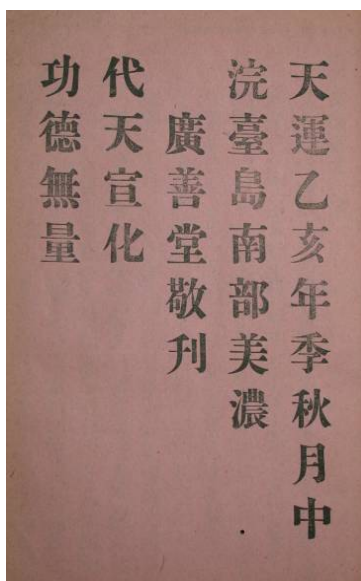 天運乙亥年季秋月中
浣臺島南部美濃
廣善堂敬刊
代天宣化
功德無量